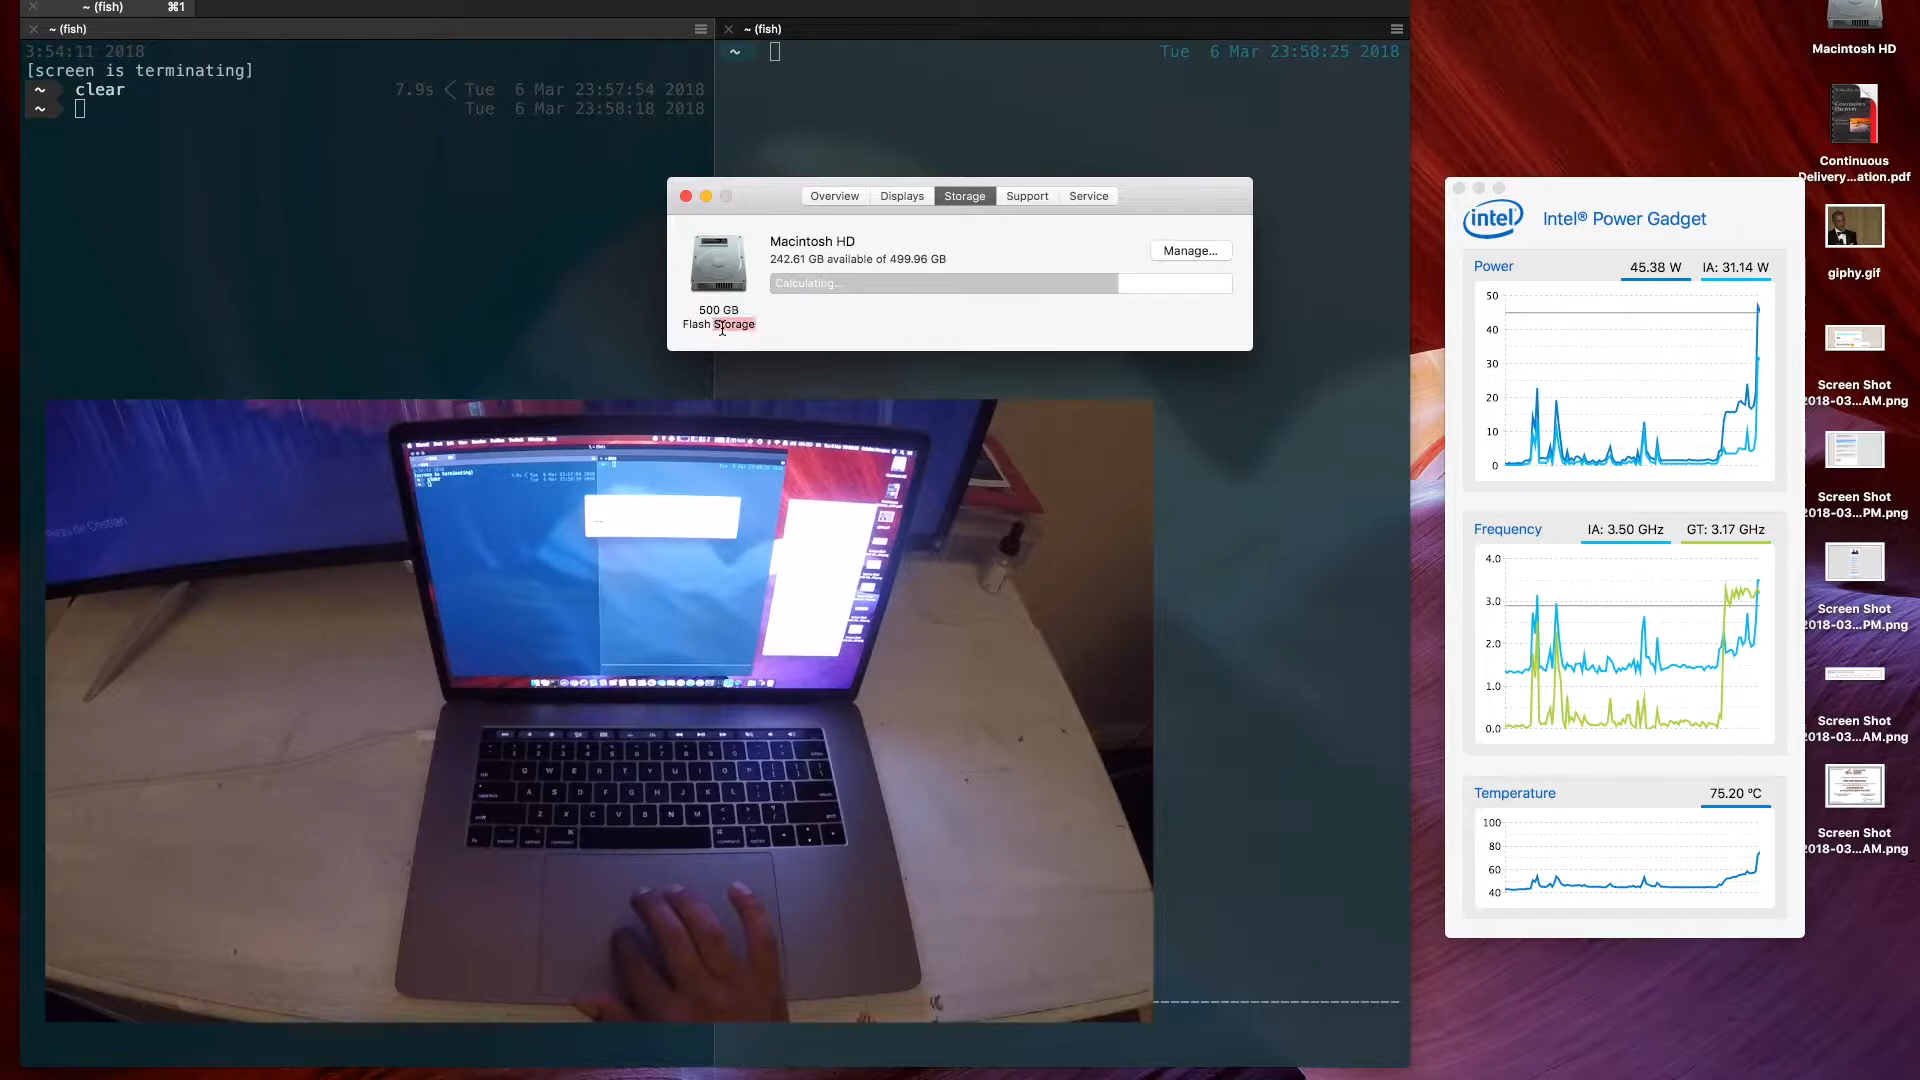 ~ (fish) ⌘1
~ (fish)
3:54:11 2018
[screen is terminating]
~ clear 7.9s < Tue 6 Mar 23:57:54 2018
~ Tue 6 Mar 23:58:18 2018
~ (fish)
~ Tue 6 Mar 23:58:25 2018
Overview Displays Storage Support Service
Macintosh HD
242.61 GB available of 499.96 GB
Manage...
Calculating...
500 GB
Flash Storage
intel Intel® Power Gadget
Power 45.38 W IA: 31.14 W
50
40
30
20
10
0
Frequency IA: 3.50 GHz GT: 3.17 GHz
4.0
3.0
2.0
1.0
0.0
Temperature 75.20 ºC
100
80
60
40
Macintosh HD
Continuous
Delivery...ation.pdf
giphy.gif
Screen Shot
2018-03...AM.png
Screen Shot
2018-03...PM.png
Screen Shot
2018-03...PM.png
Screen Shot
2018-03...AM.png
Screen Shot
2018-03...AM.png